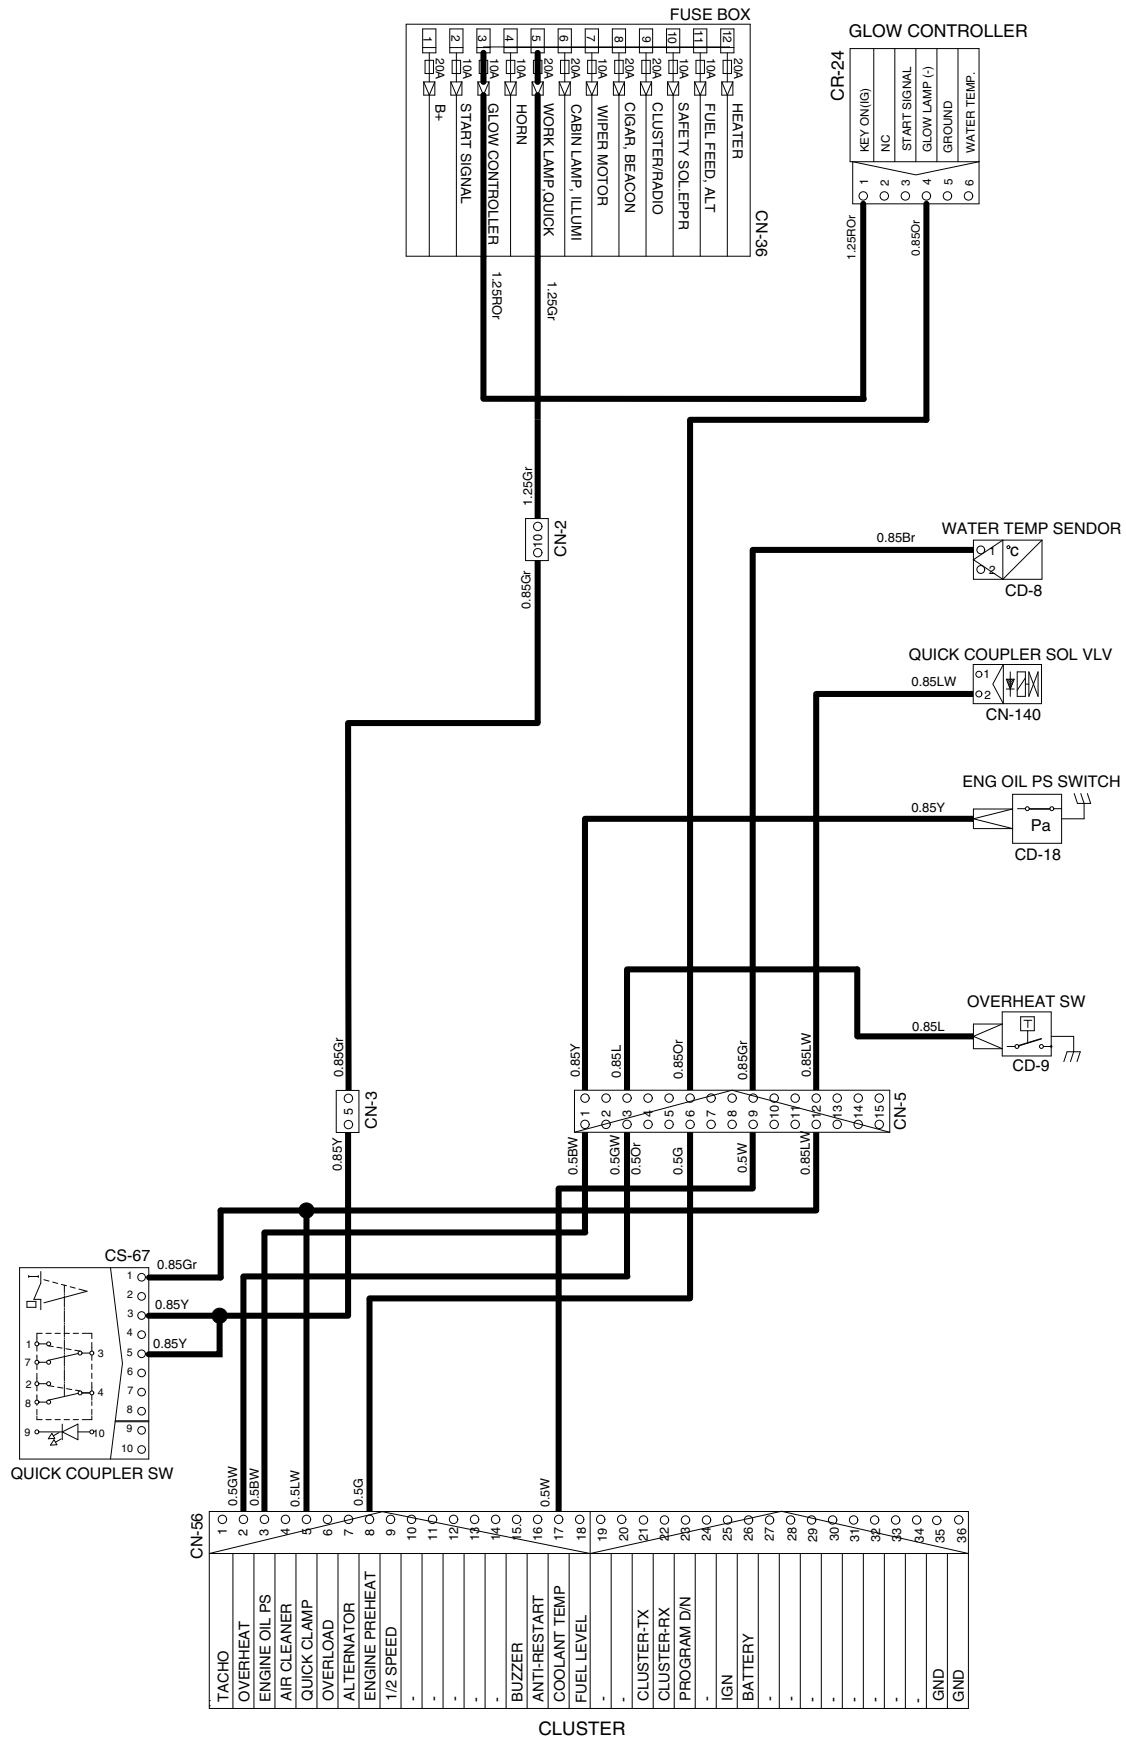 FUSE BOX
1
2
3
4
5
6
7
8
9
10
11
12
20A
10A
10A
10A
20A
20A
10A
20A
20A
10A
10A
20A
B+
START SIGNAL
GLOW CONTROLLER
HORN
WORK LAMP,QUICK
CABIN LAMP, ILLUMI
WIPER MOTOR
CIGAR, BEACON
CLUSTER/RADIO
SAFETY SOL.EPPR
FUEL FEED, ALT
HEATER
CN-36
GLOW CONTROLLER
CR-24
KEY ON(IG)
NC
START SIGNAL
GLOW LAMP (-)
GROUND
WATER TEMP.
1
2
3
4
5
6
1.25ROr
0.85Or
1.25ROr
1.25Gr
1.25Gr
10
CN-2
0.85Gr
WATER TEMP SENDOR
0.85Br
1
2
°C
CD-8
QUICK COUPLER SOL VLV
0.85LW
1
2
CN-140
ENG OIL PS SWITCH
0.85Y
Pa
CD-18
OVERHEAT SW
0.85L
T
CD-9
0.85Gr
5
CN-3
0.85Y
0.85Y
0.85L
0.85Or
0.85Gr
0.85LW
1
2
3
4
5
6
7
8
9
10
11
12
13
14
15
CN-5
0.5BW
0.5GW
0.5Or
0.5G
0.5W
0.85LW
CS-67
0.85Gr
0.85Y
0.85Y
1
2
3
4
5
6
7
8
9
10
1
7
3
2
8
4
9
10
QUICK COUPLER SW
0.5GW
0.5BW
0.5LW
0.5G
0.5W
CN-56
1
2
3
4
5
6
7
8
9
10
11
12
13
14
15
16
17
18
19
20
21
22
23
24
25
26
27
28
29
30
31
32
33
34
35
36
TACHO
OVERHEAT
ENGINE OIL PS
AIR CLEANER
QUICK CLAMP
OVERLOAD
ALTERNATOR
ENGINE PREHEAT
1/2 SPEED
-
-
-
-
-
BUZZER
ANTI-RESTART
COOLANT TEMP
FUEL LEVEL
-
-
CLUSTER-TX
CLUSTER-RX
PROGRAM D/N
-
IGN
BATTERY
-
-
-
-
-
-
-
-
GND
GND
CLUSTER